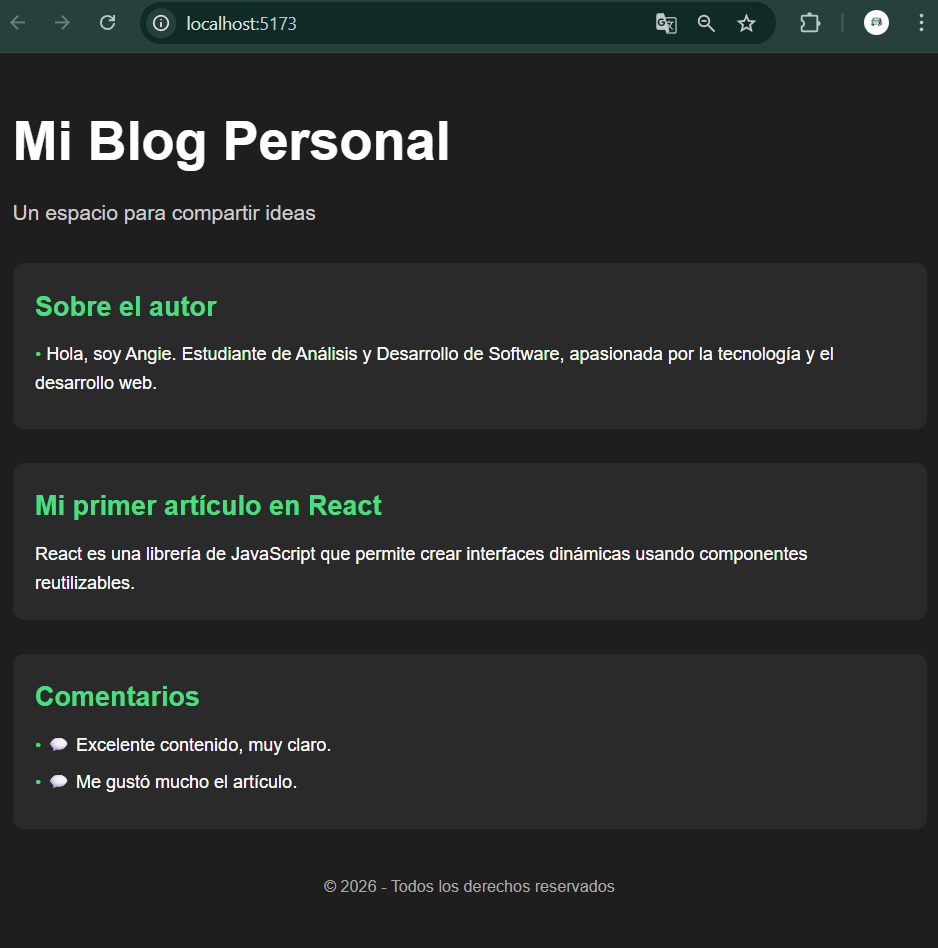 localhost:5173
Mi Blog Personal
Un espacio para compartir ideas
Sobre el autor
• Hola, soy Angie. Estudiante de Análisis y Desarrollo de Software, apasionada por la tecnología y el
desarrollo web.
Mi primer artículo en React
React es una librería de JavaScript que permite crear interfaces dinámicas usando componentes
reutilizables.
Comentarios
• 💬 Excelente contenido, muy claro.
• 💬 Me gustó mucho el artículo.
© 2026 - Todos los derechos reservados